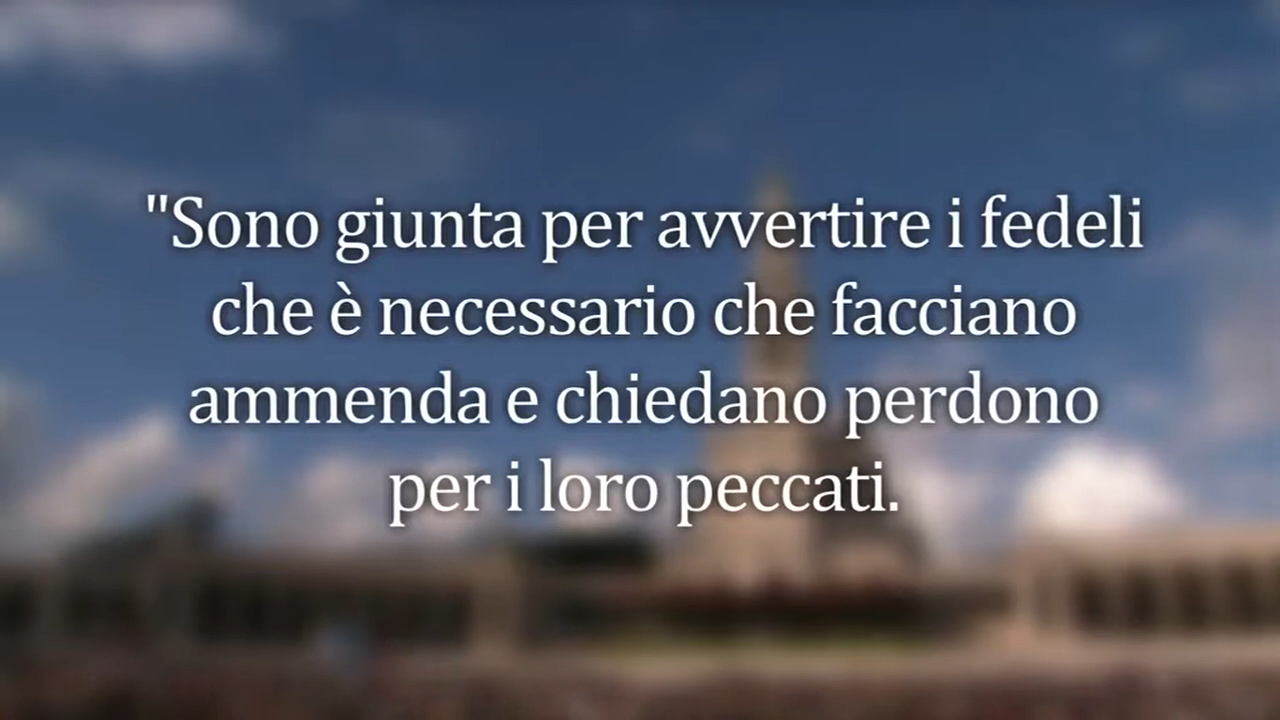 "Sono giunta per avvertire i fedeli
che è necessario che facciano
ammenda e chiedano perdono
per i loro peccati.